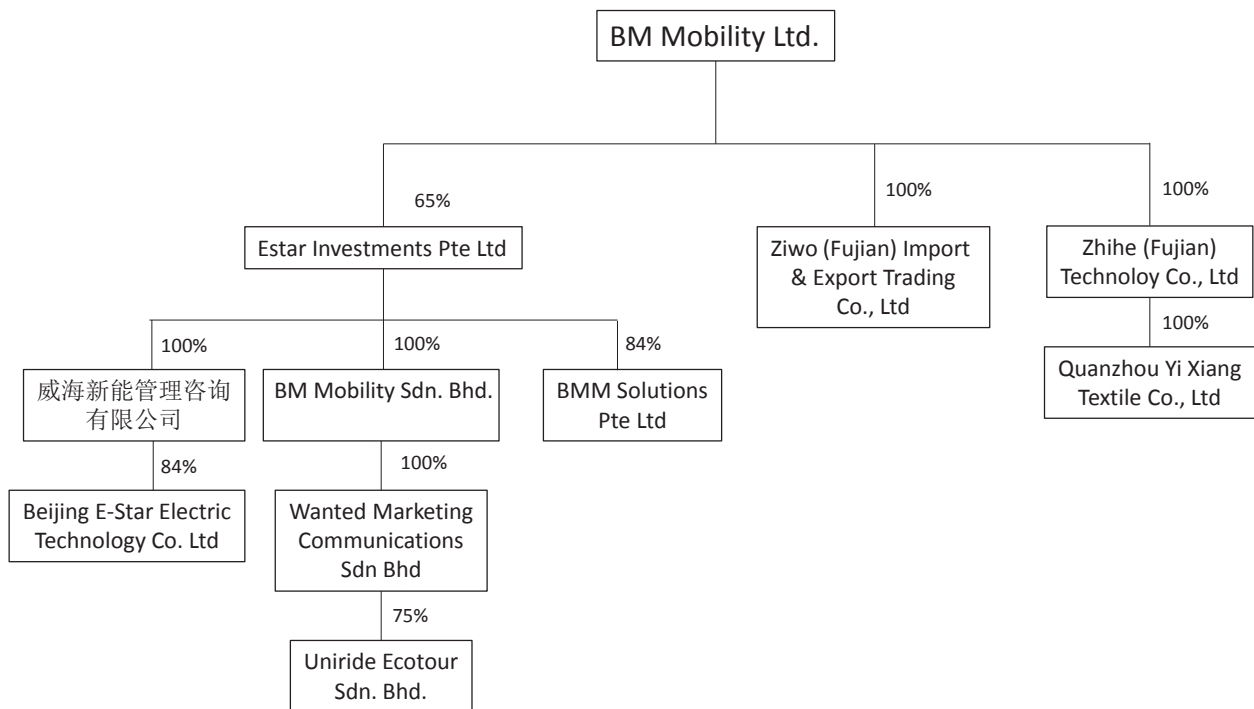 BM Mobility Ltd.
65%
100%
100%
Estar Investments Pte Ltd
Ziwo (Fujian) Import
& Export Trading
Co., Ltd
Zhihe (Fujian)
Technoloy Co., Ltd
100%
100%
84%
100%
威海新能管理咨询
有限公司
BM Mobility Sdn. Bhd.
BMM Solutions
Pte Ltd
Quanzhou Yi Xiang
Textile Co., Ltd
84%
100%
Beijing E-Star Electric
Technology Co. Ltd
Wanted Marketing
Communications
Sdn Bhd
75%
Uniride Ecotour
Sdn. Bhd.